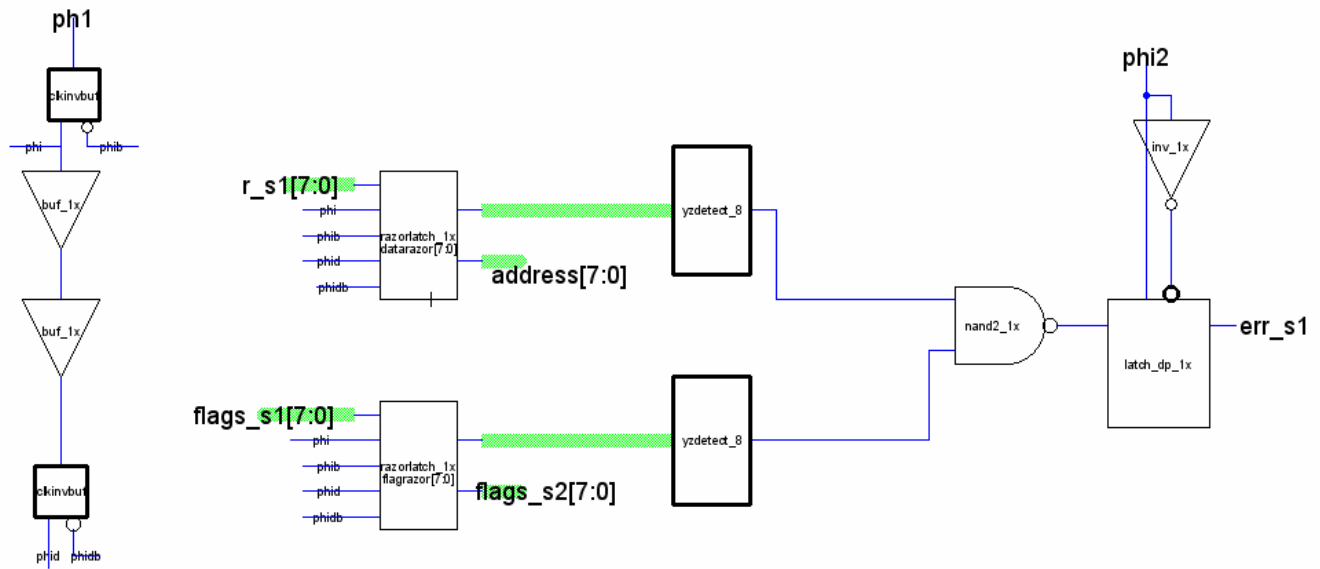 ph1
clkinvbuf
phi
phib
buf_1x
buf_1x
clkinvbuf
phid
phidb
r_s1[7:0]
phi
phib
phid
phidb
razorlatch_1x
datarazor[7:0]
address[7:0]
yzdetect_8
flags_s1[7:0]
phi
phib
phid
phidb
razorlatch_1x
flagrazor[7:0]
flags_s2[7:0]
yzdetect_8
nand2_1x
phi2
inv_1x
latch_dp_1x
err_s1